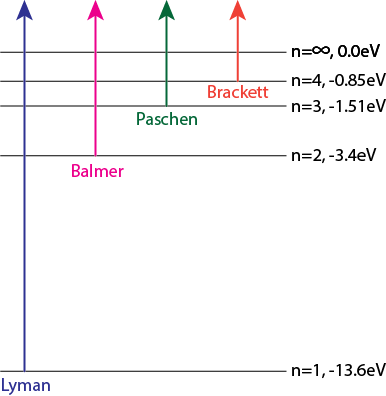 n=∞, 0.0eV
n=4, -0.85eV
Brackett
n=3, -1.51eV
Paschen
n=2, -3.4eV
Balmer
n=1, -13.6eV
Lyman